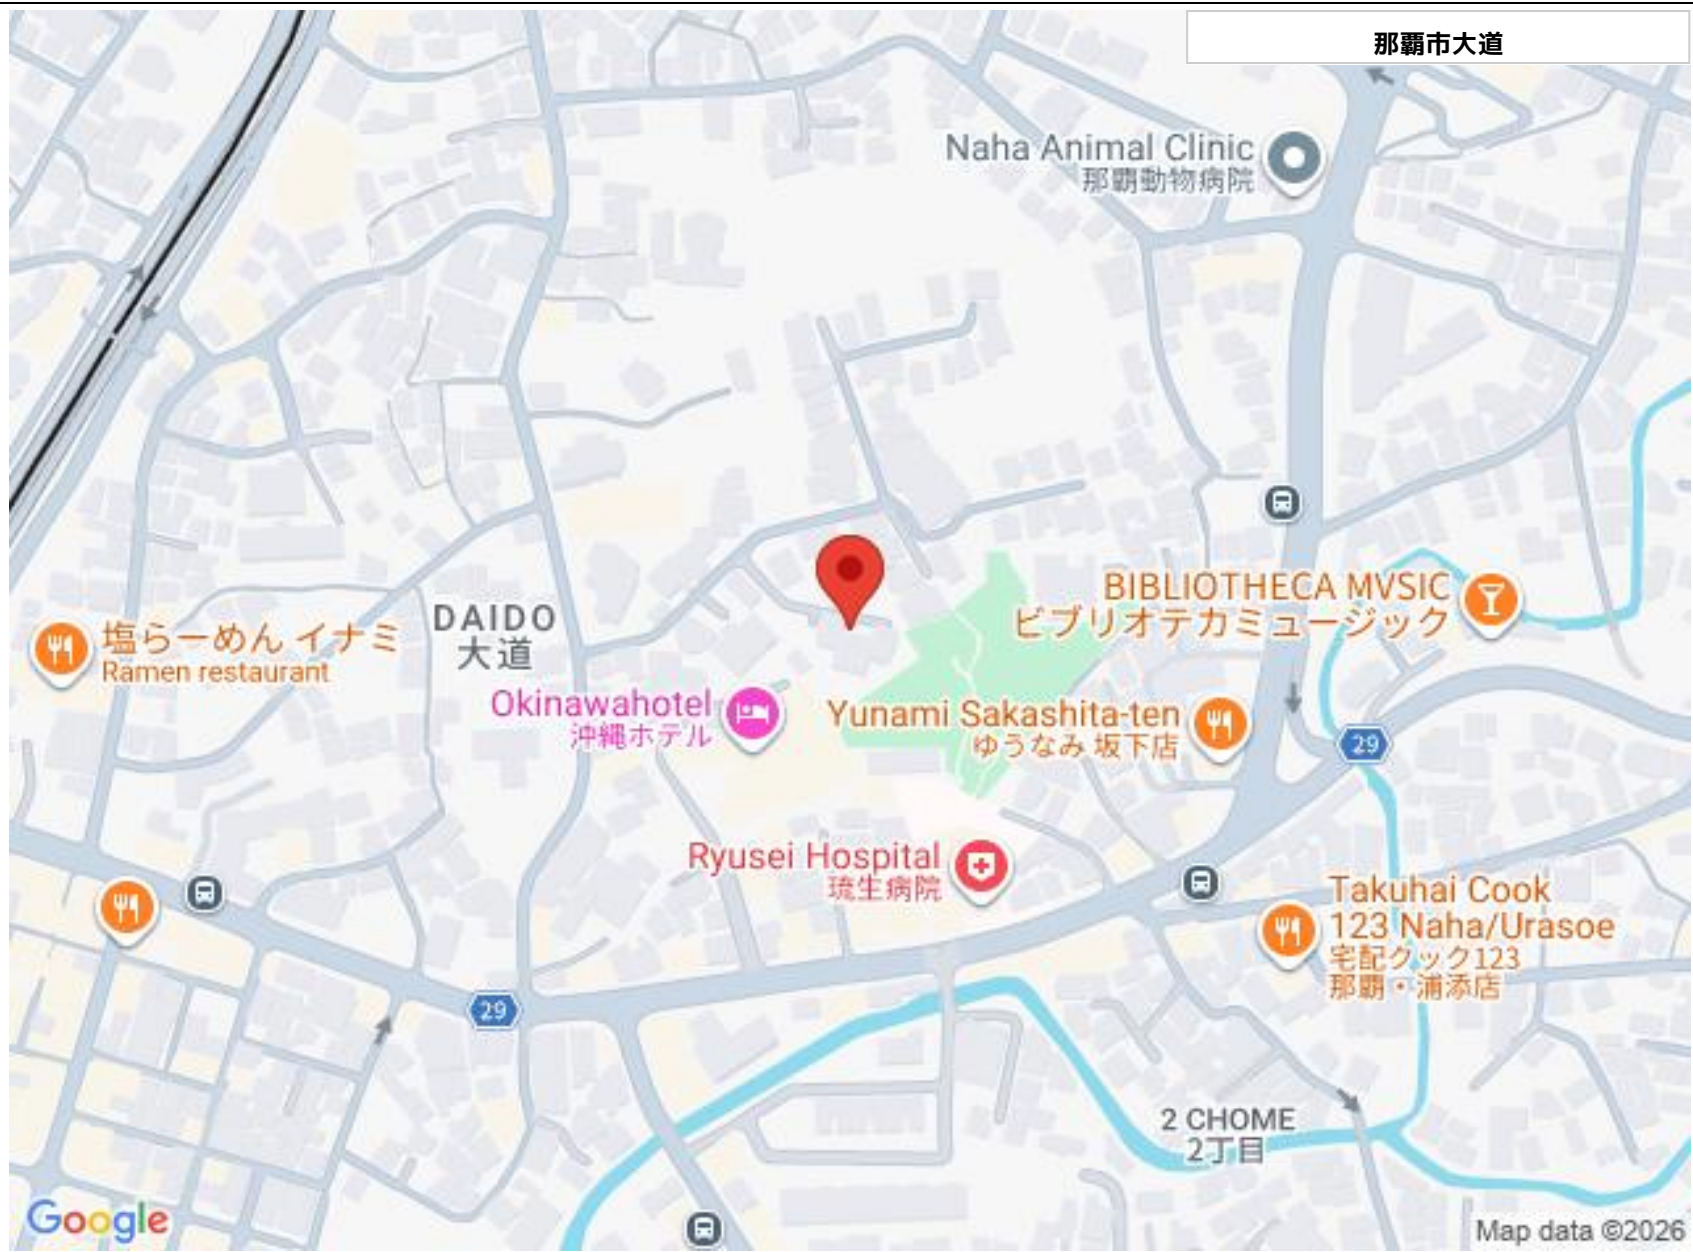 那覇市大道
Naha Animal Clinic
那覇動物病院
BIBLIOTHECA MVSIC
ビブリオテカミュージック
DAIDO
大道
塩らーめん イナミ
Ramen restaurant
Okinawahotel
沖縄ホテル
Yunami Sakashita-ten
ゆうなみ 坂下店
29
Ryusei Hospital
琉生病院
Takuhai Cook
123 Naha/Urasoe
宅配クック123
那覇・浦添店
29
2 CHOME
2丁目
Google
Map data ©2026